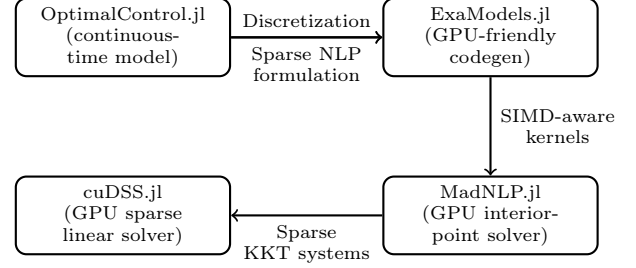 OptimalControl.jl
(continuous-
time model)
Discretization
Sparse NLP
formulation
ExaModels.jl
(GPU-friendly
codegen)
SIMD-aware
kernels
MadNLP.jl
(GPU interior-
point solver)
Sparse
KKT systems
cuDSS.jl
(GPU sparse
linear solver)